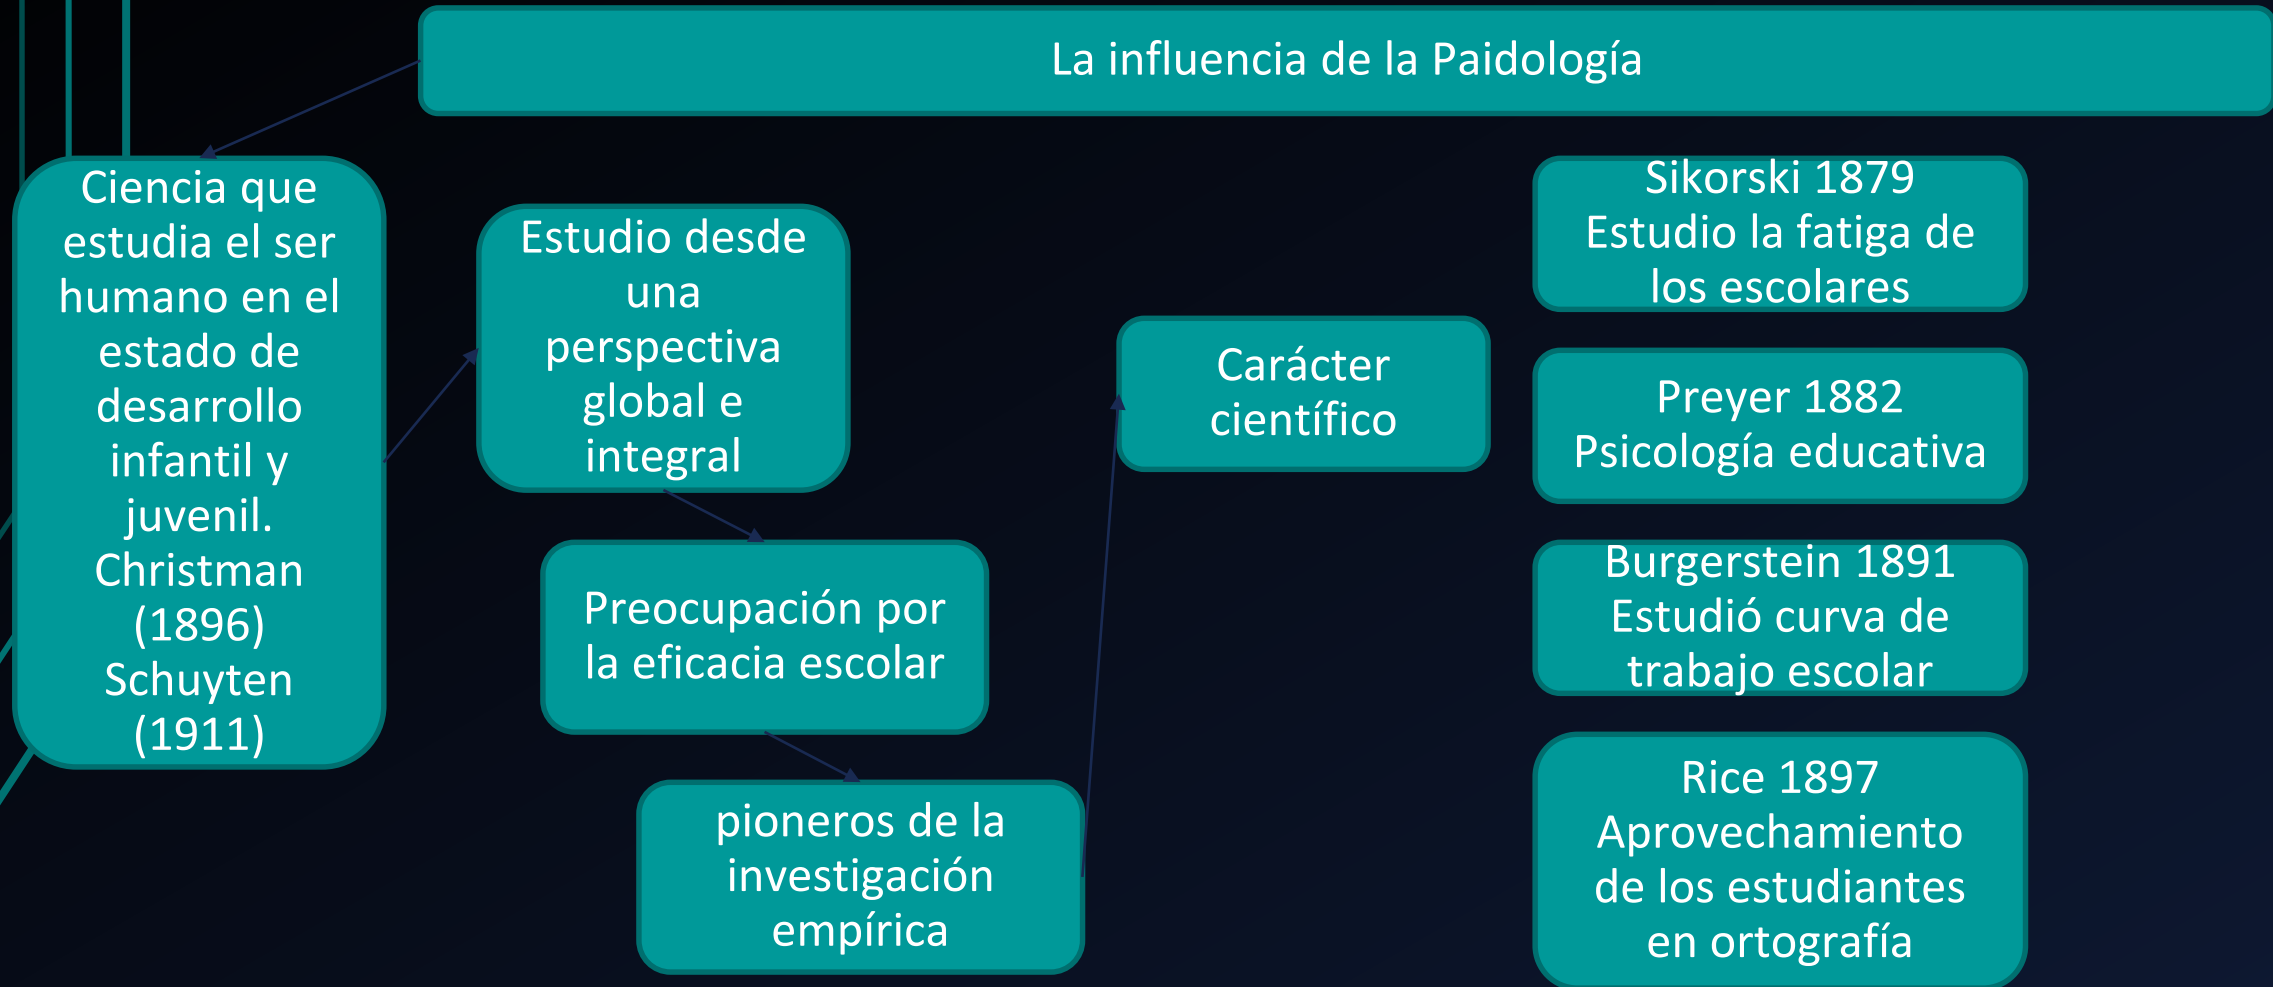 La influencia de la Paidología
Ciencia que
estudia el ser
humano en el
estado de
desarrollo
infantil y
juvenil.
Christman
(1896)
Schuyten
(1911)
Estudio desde
una
perspectiva
global e
integral
Preocupación por
la eficacia escolar
pioneros de la
investigación
empírica
Carácter
científico
Sikorski 1879
Estudio la fatiga de
los escolares
Preyer 1882
Psicología educativa
Burgerstein 1891
Estudió curva de
trabajo escolar
Rice 1897
Aprovechamiento
de los estudiantes
en ortografía